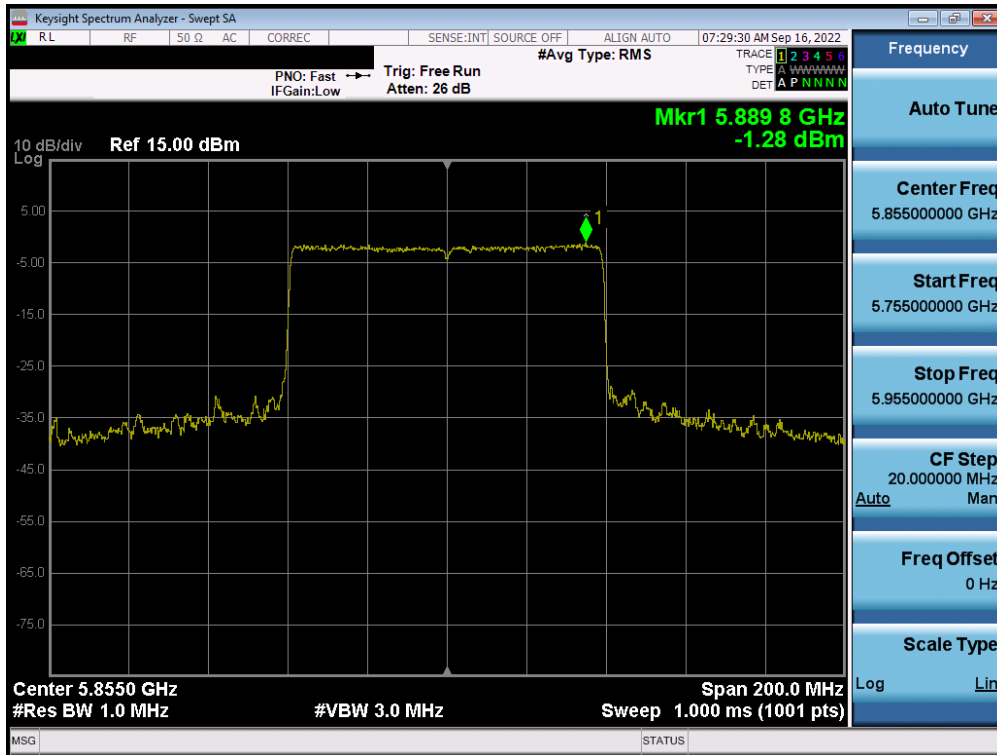 Keysight Spectrum Analyzer - Swept SA
LXI RL RF 50 Ω AC CORREC SENSE:INT SOURCE OFF ALIGN AUTO 07:29:30 AM Sep 16, 2022
#Avg Type: RMS
PNO: Fast
IFGain:Low
Trig: Free Run
Atten: 26 dB
TRACE 1 2 3 4 5 6
TYPE A WWWWW
DET A P N N N N
Mkr1 5.889 8 GHz
-1.28 dBm
10 dB/div Ref 15.00 dBm
Log
1
5.00
-5.00
-15.0
-25.0
-35.0
-45.0
-55.0
-65.0
-75.0
Center 5.8550 GHz Span 200.0 MHz
#Res BW 1.0 MHz #VBW 3.0 MHz Sweep 1.000 ms (1001 pts)
MSG STATUS
Frequency
Auto Tune
Center Freq
5.855000000 GHz
Start Freq
5.755000000 GHz
Stop Freq
5.955000000 GHz
CF Step
20.000000 MHz
Auto Man
Freq Offset
0 Hz
Scale Type
Log Lin